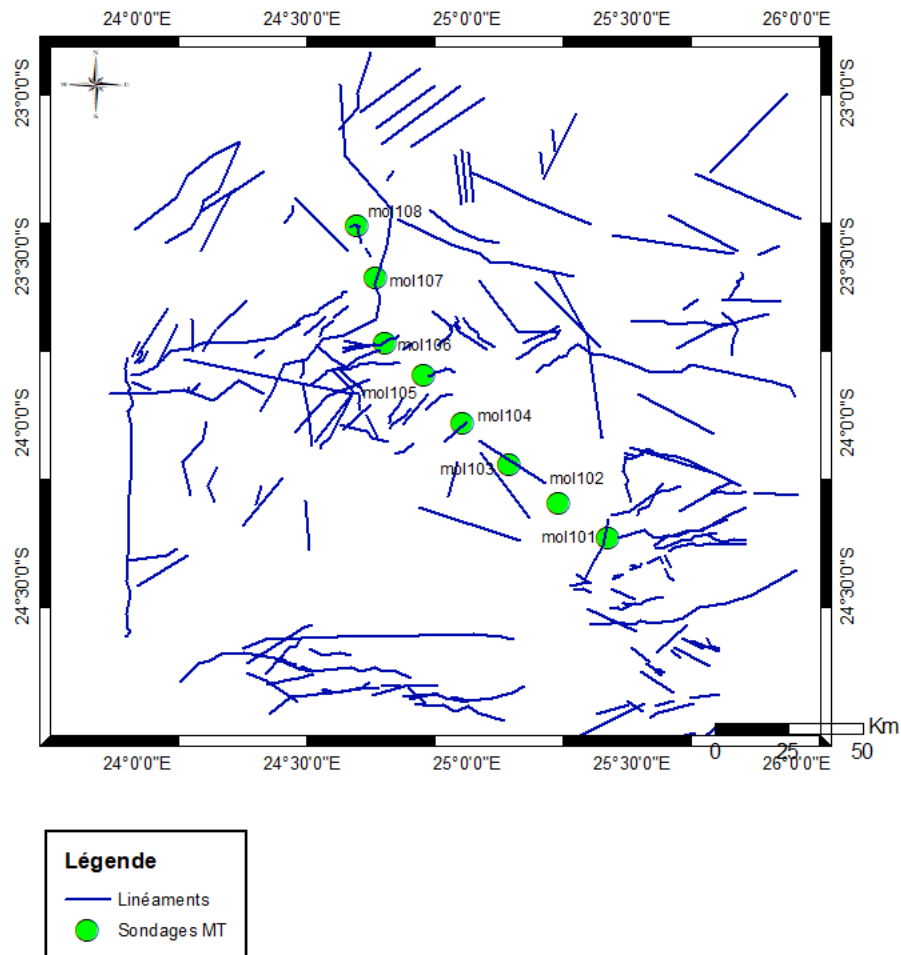 24°0'0"E 24°30'0"E 25°0'0"E 25°30'0"E 26°0'0"E
N
W E
S
23°0'0"S 23°0'0"S
mol108
23°30'0"S 23°30'0"S
mol107
mol106
mol105
24°0'0"S 24°0'0"S
mol104
mol103
mol102
mol101
24°30'0"S 24°30'0"S
Km
0 25 50
24°0'0"E 24°30'0"E 25°0'0"E 25°30'0"E 26°0'0"E
Légende
Linéaments
Sondages MT